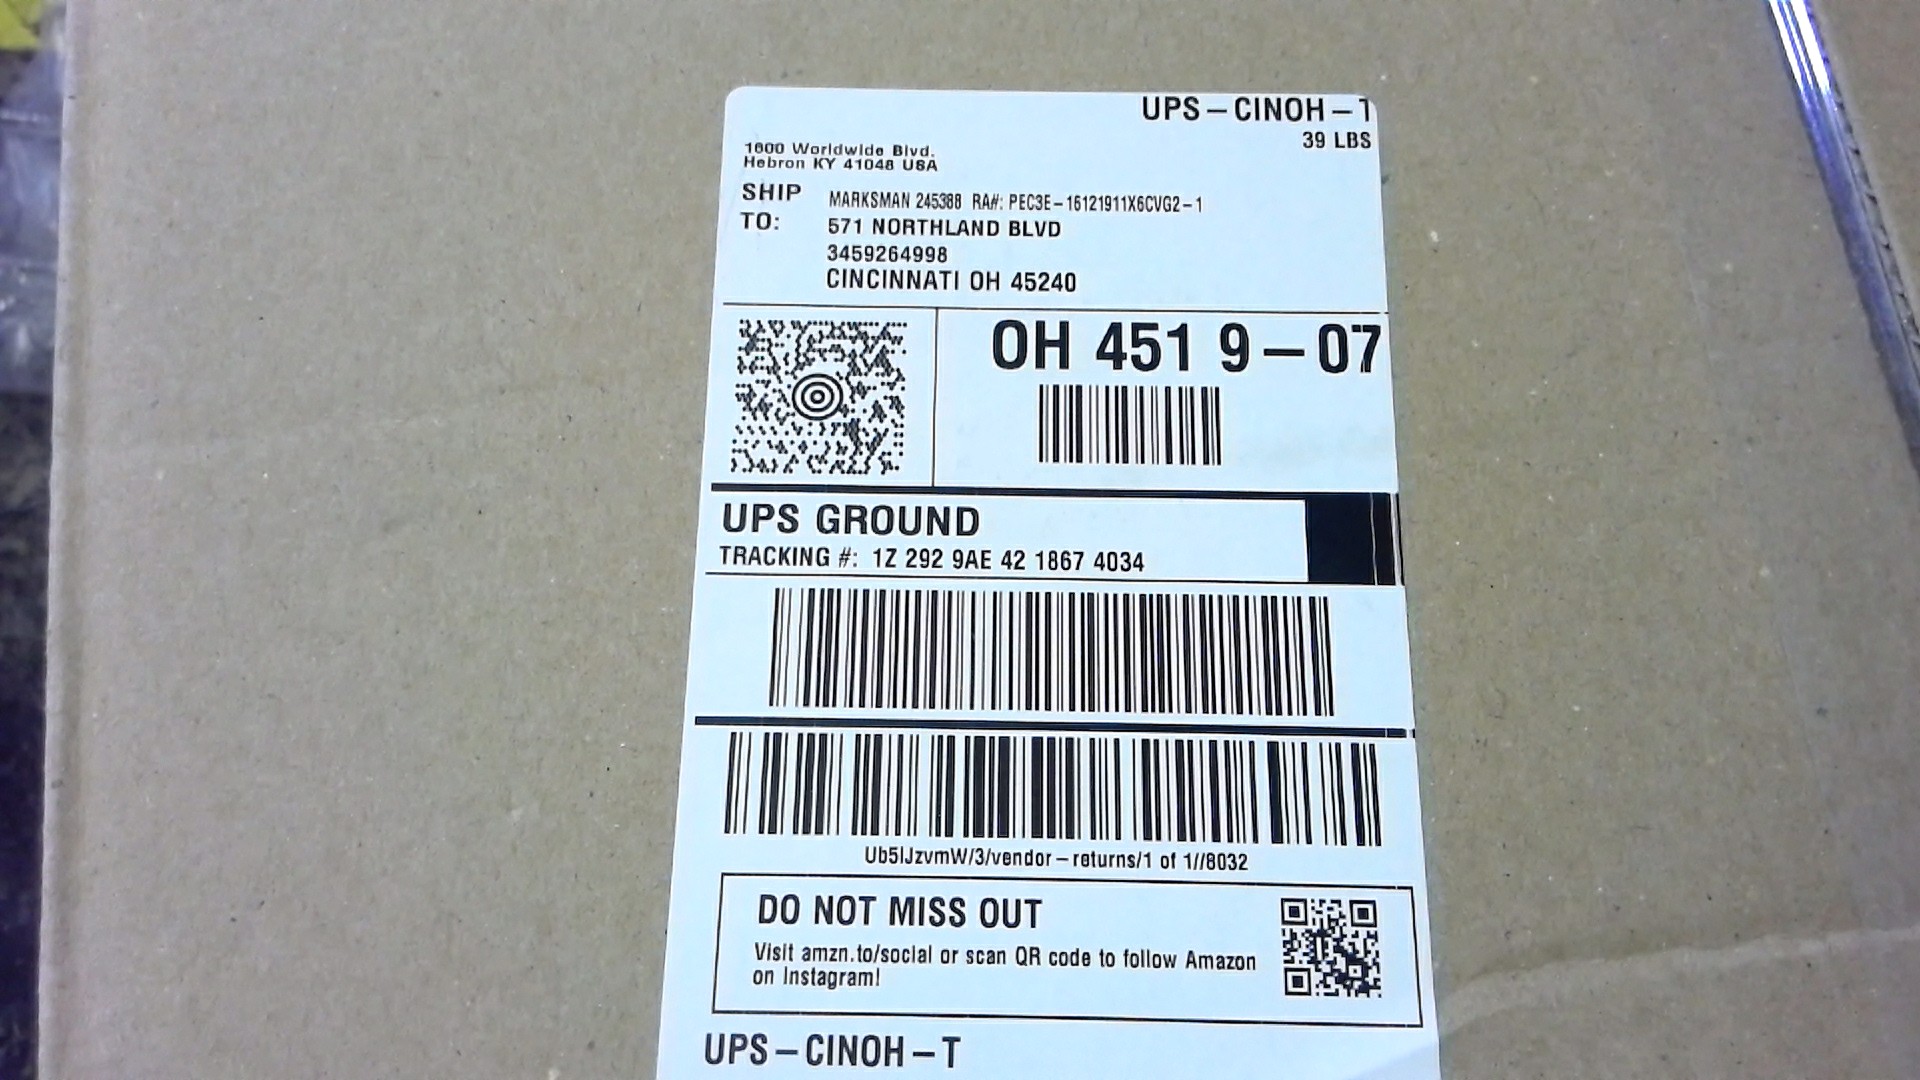 UPS – CINOH – T
39 LBS
1600 Worldwide Blvd.
Hebron KY 41048 USA
SHIP TO:
MARKSMAN 245388 RA#: PEC3E – 16121911X6CVG2 – 1
571 NORTHLAND BLVD
3459264998
CINCINNATI OH 45240
OH 451 9 – 07
UPS GROUND
TRACKING #: 1Z 292 9AE 42 1867 4034
Ub5lJzvmW/3/vendor – returns/1 of 1//8032
DO NOT MISS OUT
Visit amzn.to/social or scan QR code to follow Amazon
on Instagram!
UPS – CINOH – T